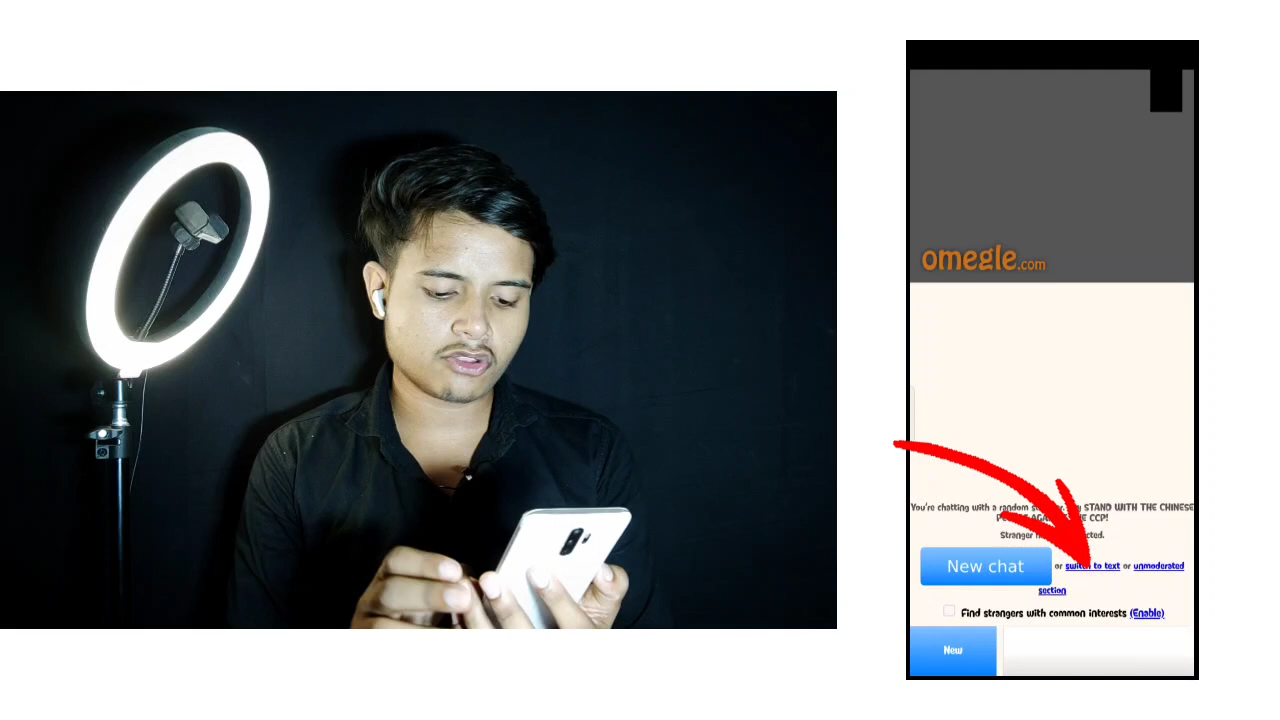 omegle.com
You're chatting with a random STAND WITH THE CHINESE
CCP!
Stranger
New chat or switch to text or unmoderated
section
Find strangers with common interests (Enable)
New